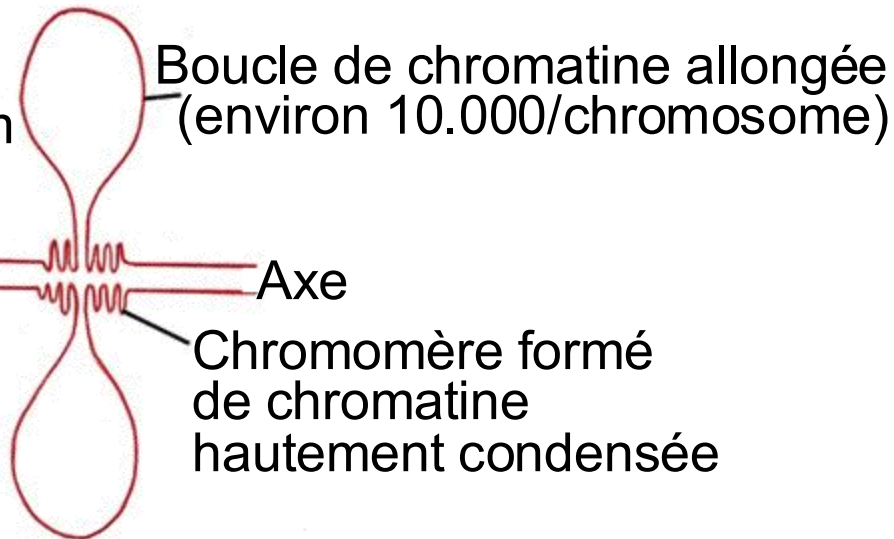 Boucle de chromatine allongée
(environ 10.000/chromosome)
Axe
Chromomère formé
de chromatine
hautement condensée